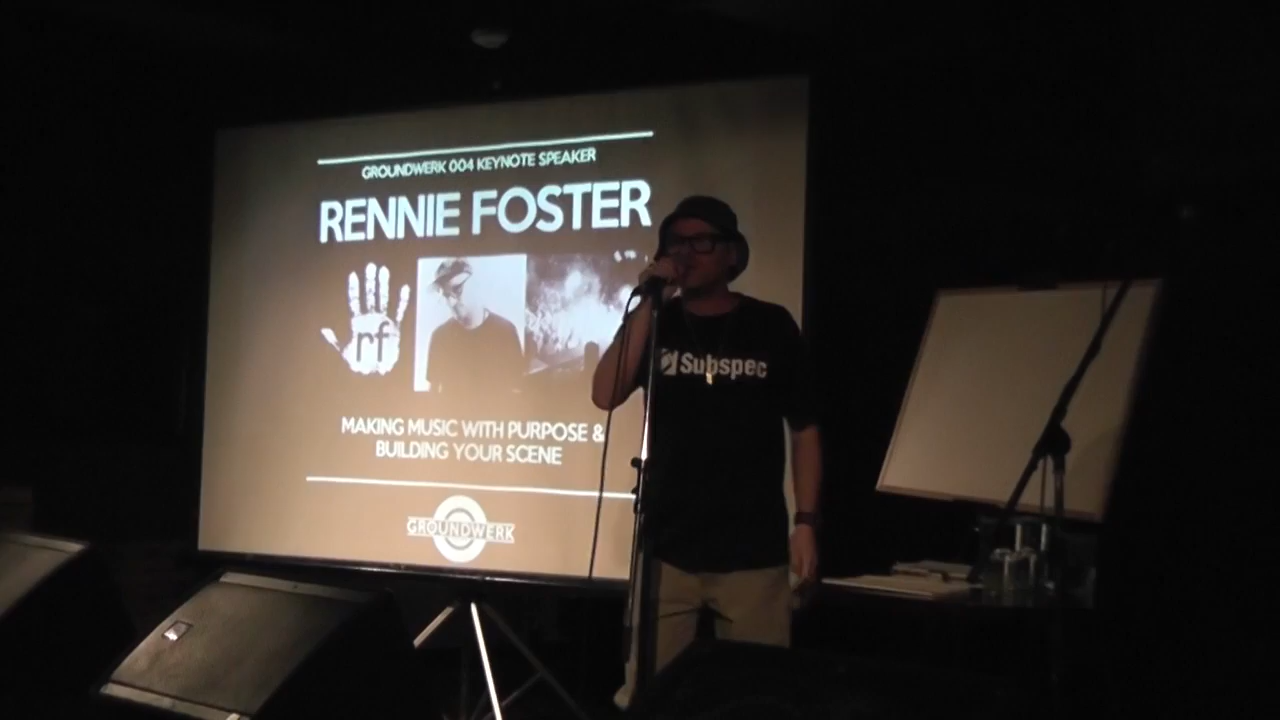 GROUNDWERK 004 KEYNOTE SPEAKER
RENNIE FOSTER
rf
MAKING MUSIC WITH PURPOSE &
BUILDING YOUR SCENE
GROUNDWERK
Subspec